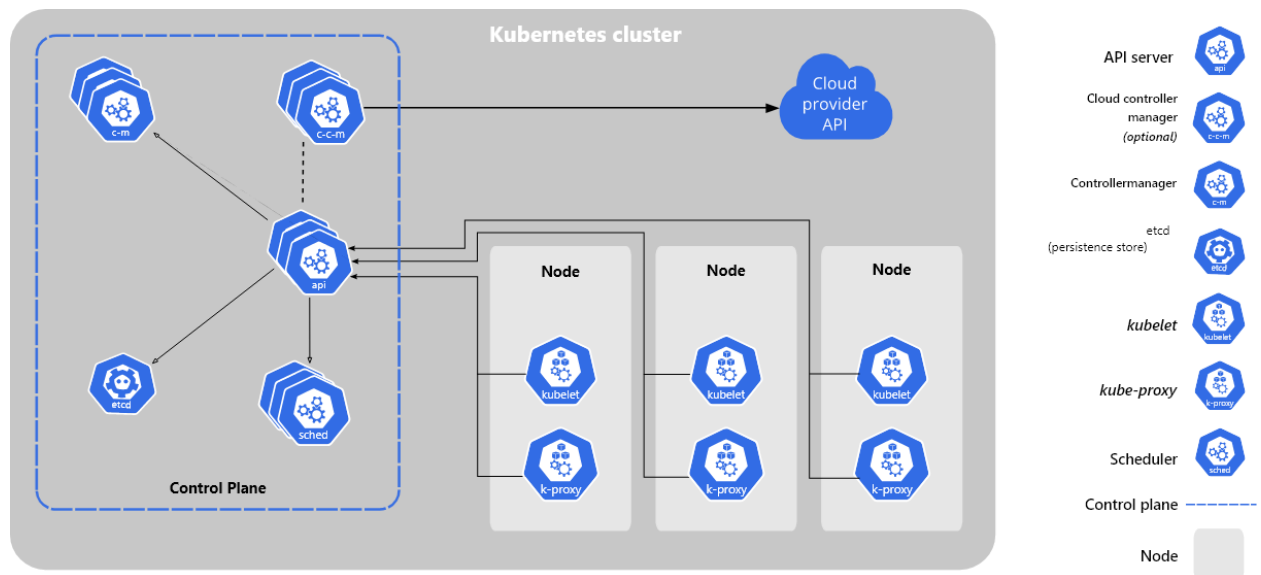 Kubernetes cluster
c-m
c-c-m
Cloud
provider
API
api
etcd
sched
Control Plane
Node
kubelet
k-proxy
Node
kubelet
k-proxy
Node
kubelet
k-proxy
API server
api
Cloud controller
manager
(optional)
c-c-m
Controllermanager
c-m
etcd
(persistence store)
etcd
kubelet
kubelet
kube-proxy
k-proxy
Scheduler
sched
Control plane
Node